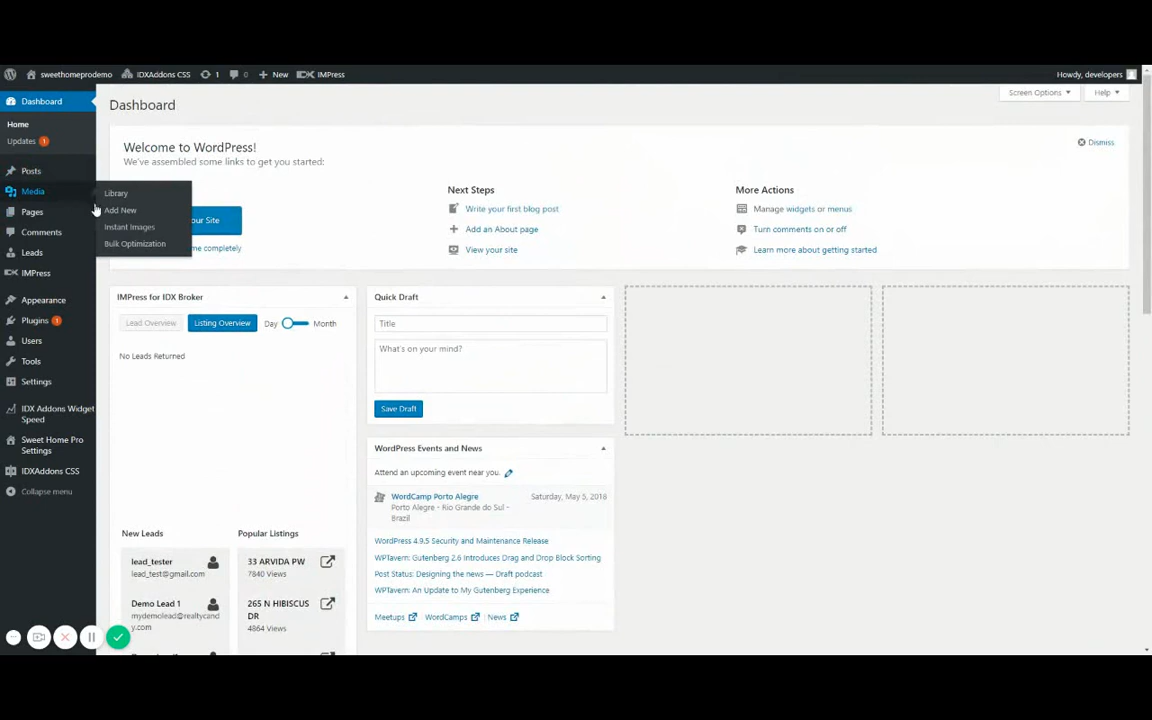 sweethomeprodemo IDXAddons CSS 1 0 New IMPress Howdy, developers
Dashboard
Home
Updates 1
Posts
Media
Pages
Comments
Leads
IMPress
Appearance
Plugins 1
Users
Tools
Settings
IDX Addons Widget
Speed
Sweet Home Pro
Settings
IDXAddons CSS
Collapse menu
Library
Add New
Instant Images
Bulk Optimization
Dashboard
Screen Options Help
Welcome to WordPress!
We've assembled some links to get you started:
Dismiss
our Site
me completely
Next Steps
Write your first blog post
Add an About page
View your site
More Actions
Manage widgets or menus
Turn comments on or off
Learn more about getting started
IMPress for IDX Broker
Lead Overview Listing Overview Day Month
No Leads Returned
New Leads
lead_tester
lead_test@gmail.com
Demo Lead 1
mydemolead@realtycand
y.com
Popular Listings
33 ARVIDA PW
7840 Views
265 N HIBISCUS
DR
4864 Views
Quick Draft
Title
What's on your mind?
Save Draft
WordPress Events and News
Attend an upcoming event near you.
WordCamp Porto Alegre Saturday, May 5, 2018
Porto Alegre - Rio Grande do Sul -
Brazil
WordPress 4.9.5 Security and Maintenance Release
WPTavern: Gutenberg 2.6 Introduces Drag and Drop Block Sorting
Post Status: Designing the news — Draft podcast
WPTavern: An Update to My Gutenberg Experience
Meetups WordCamps News